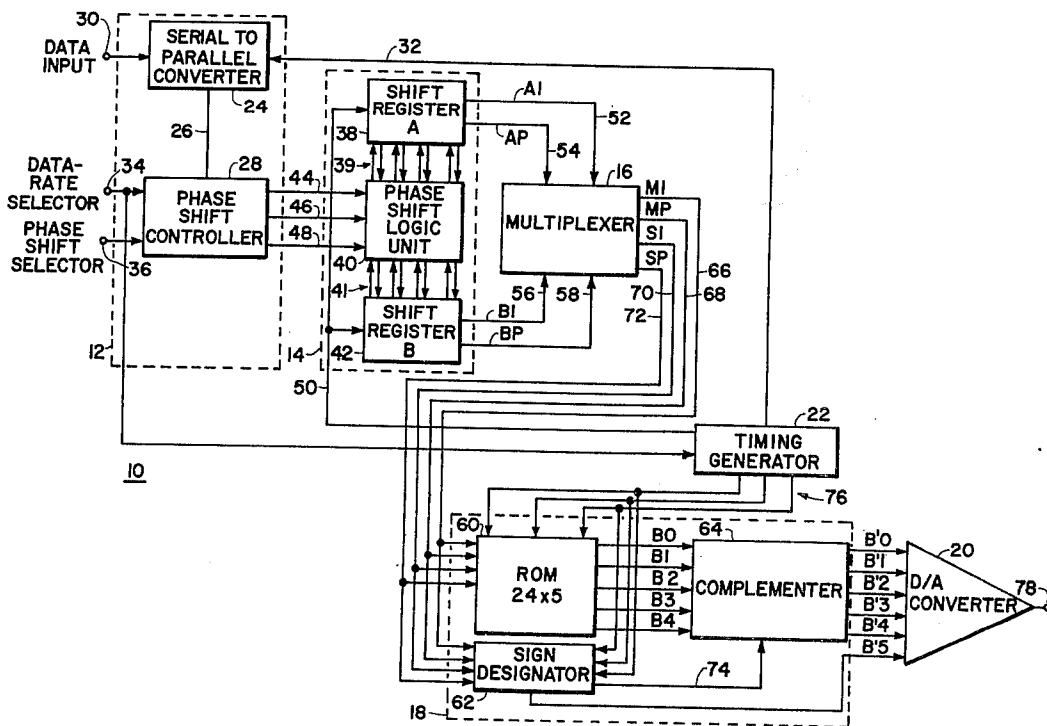 30
DATA
INPUT
SERIAL TO
PARALLEL
CONVERTER
24
32
26
34
DATA-
RATE
SELECTOR
PHASE
SHIFT
SELECTOR
36
28
PHASE
SHIFT
CONTROLLER
12
44
46
48
SHIFT
REGISTER
A
38
39
PHASE
SHIFT
LOGIC
UNIT
40
41
SHIFT
REGISTER
B
42
14
50
A1
52
AP
54
16
MULTIPLEXER
56
58
B1
BP
M1
MP
S1
SP
66
68
70
72
22
TIMING
GENERATOR
76
10
60
ROM
24x5
B0
B1
B2
B3
B4
64
COMPLEMENTER
B'0
B'1
B'2
B'3
B'4
B'5
20
D/A
CONVERTER
78
SIGN
DESIGNATOR
62
74
18